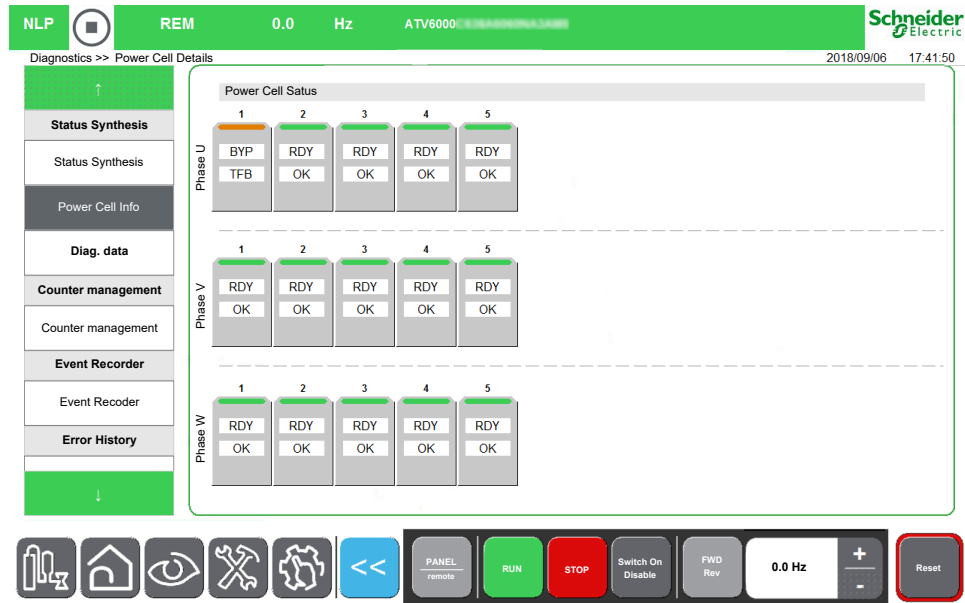 NLP REM 0.0 Hz ATV6000
Schneider
Electric
Diagnostics >> Power Cell Details 2018/09/06 17:41:50
↑
Status Synthesis
Status Synthesis
Power Cell Info
Diag. data
Counter management
Counter management
Event Recorder
Event Recoder
Error History
↓
Power Cell Satus
1 2 3 4 5
Phase U
BYP RDY RDY RDY RDY
TFB OK OK OK OK
1 2 3 4 5
Phase V
RDY RDY RDY RDY RDY
OK OK OK OK OK
1 2 3 4 5
Phase W
RDY RDY RDY RDY RDY
OK OK OK OK OK
<<
PANEL
remote
RUN
STOP
Switch On
Disable
FWD
Rev
0.0 Hz
+
-
Reset